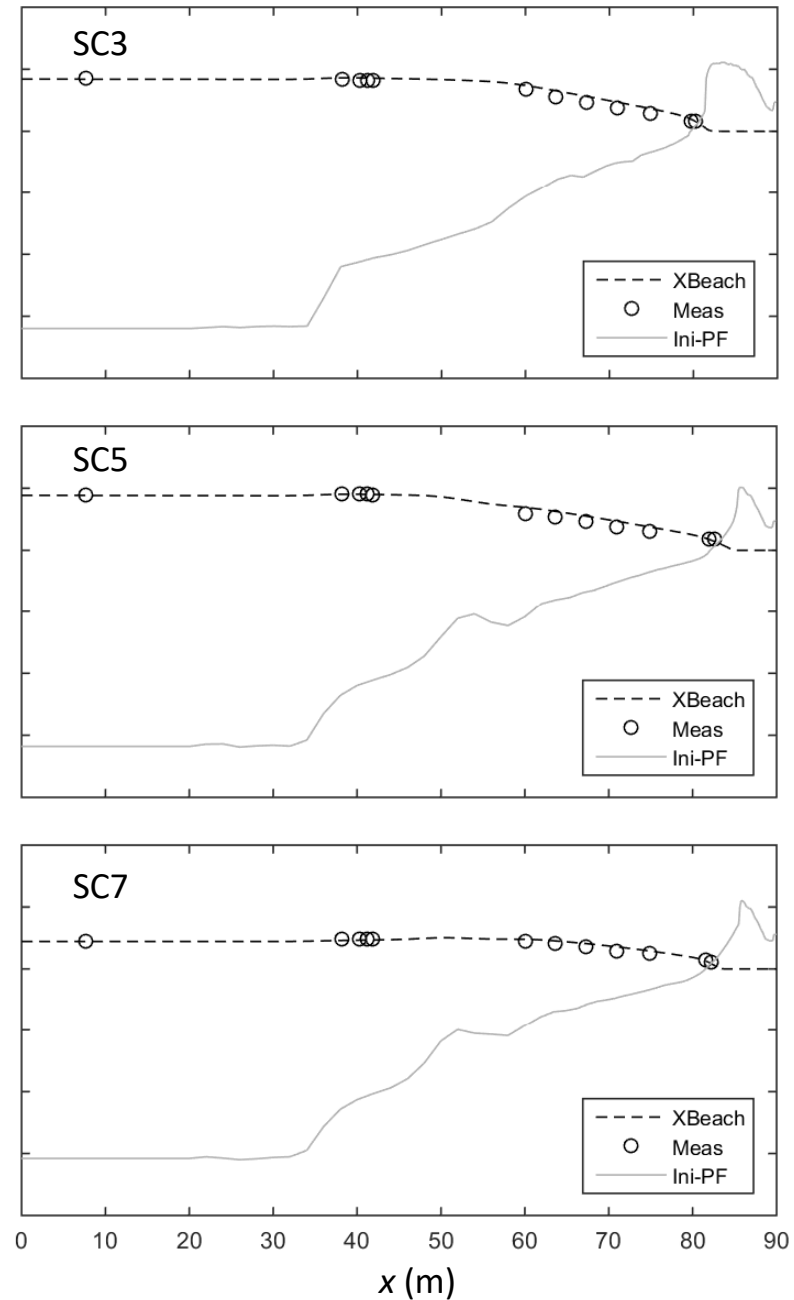 SC3
XBeach
Meas
Ini-PF
SC5
XBeach
Meas
Ini-PF
SC7
XBeach
Meas
Ini-PF
0 10 20 30 40 50 60 70 80 90
x (m)